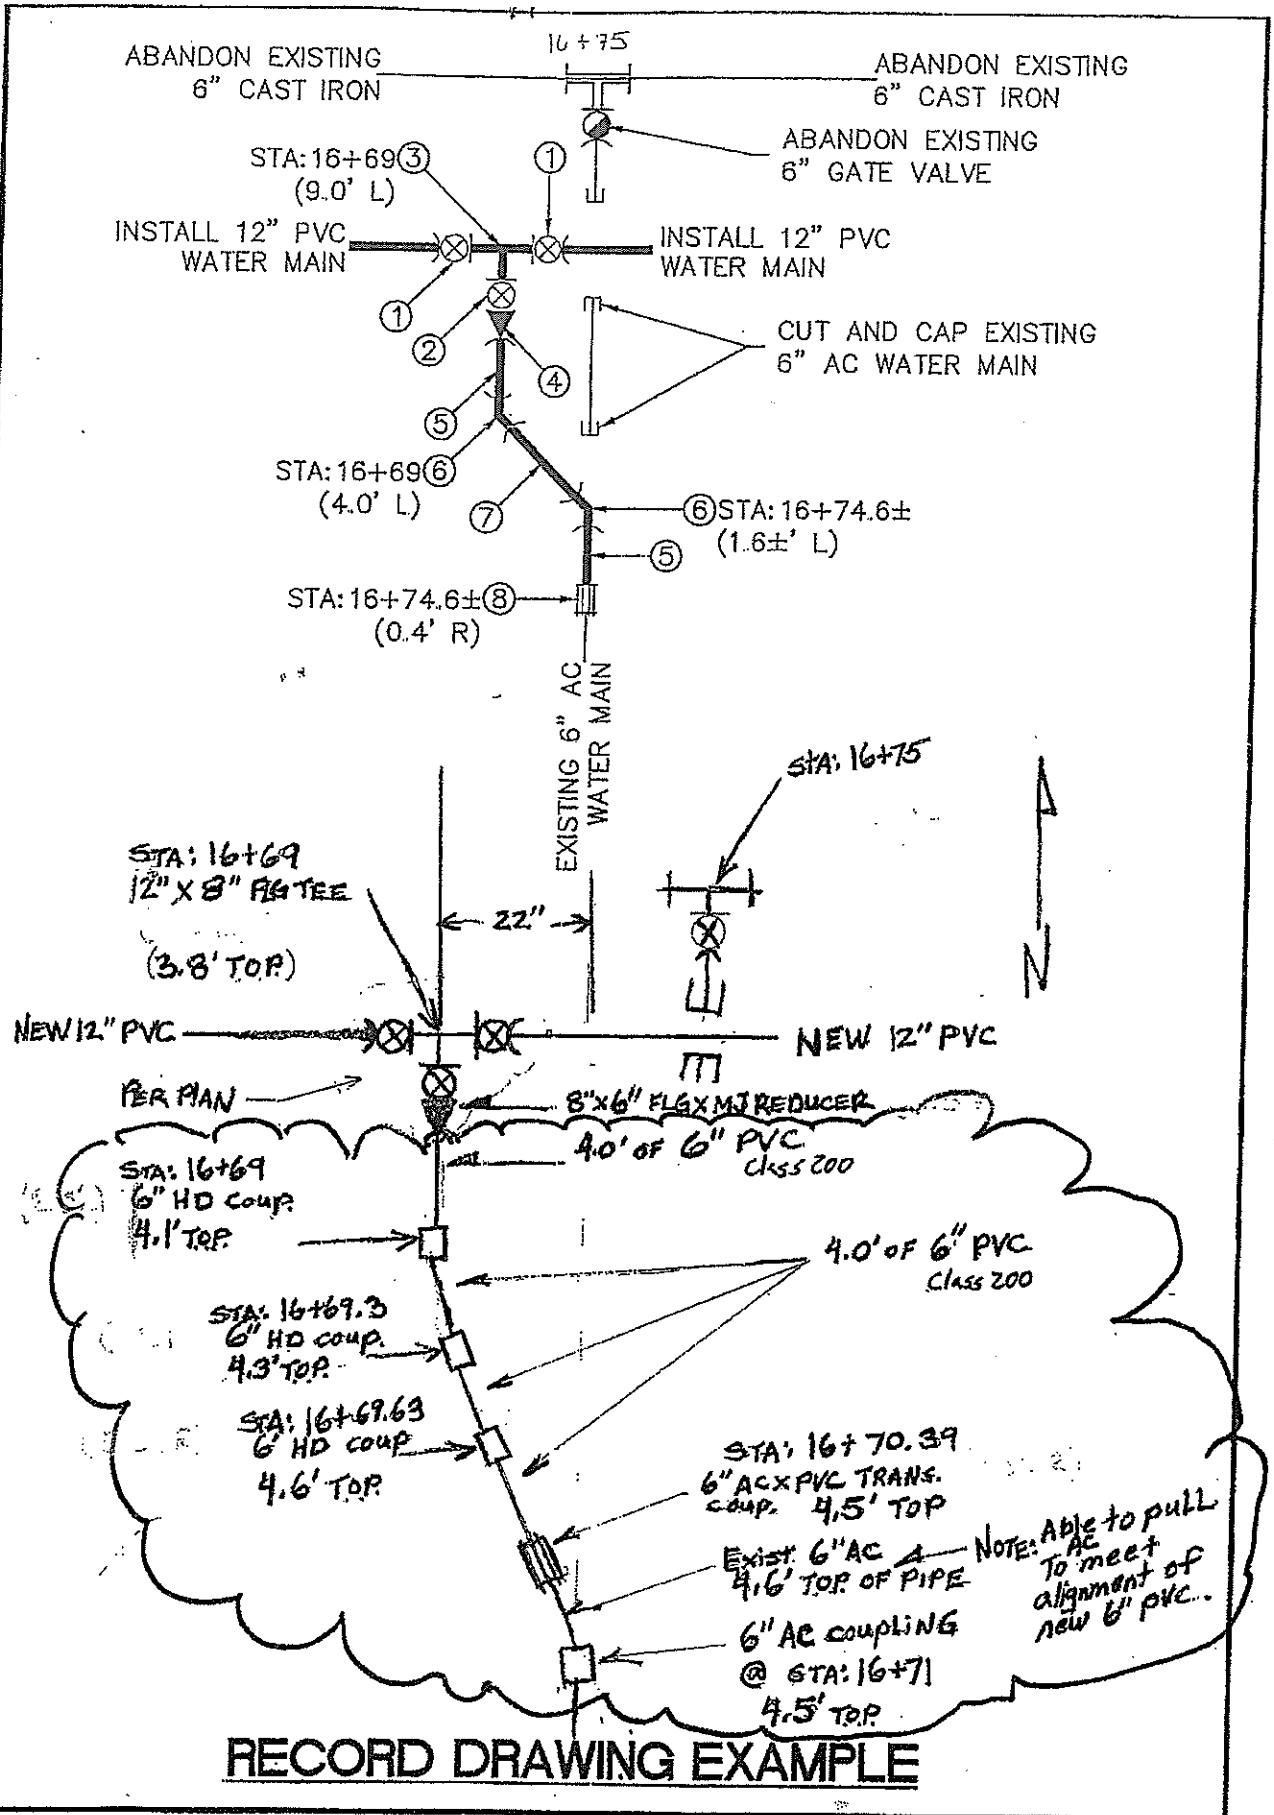 16+75
ABANDON EXISTING
6" CAST IRON
ABANDON EXISTING
6" CAST IRON
ABANDON EXISTING
6" GATE VALVE
STA: 16+69 3
(9.0' L)
1
INSTALL 12" PVC
WATER MAIN
INSTALL 12" PVC
WATER MAIN
1
2
4
CUT AND CAP EXISTING
6" AC WATER MAIN
5
STA: 16+69 6
(4.0' L)
7
6 STA: 16+74.6±
(1.6±' L)
5
STA: 16+74.6± 8
(0.4' R)
EXISTING 6" AC
WATER MAIN
STA: 16+75
STA: 16+69
12" X 8" FLG TEE
(3.8' TOP)
22"
N
NEW 12" PVC
NEW 12" PVC
PER PLAN
8"x6" FLG X MJ REDUCER
4.0' OF 6" PVC
Class 200
STA: 16+69
6" HD COUP.
4.1' TOP
4.0' OF 6" PVC
Class 200
STA: 16+69.3
6" HD COUP.
4.3' TOP.
STA: 16+69.63
6' HD COUP
4.6' TOP
STA: 16+70.39
6" AC X PVC TRANS.
COUP. 4.5' TOP
EXIST. 6" AC
4.6' TOP OF PIPE
NOTE: Able to pull
AC
To meet
alignment of
new 6" PVC.
6" AC COUPLING
@ STA: 16+71
4.5' TOP
RECORD DRAWING EXAMPLE